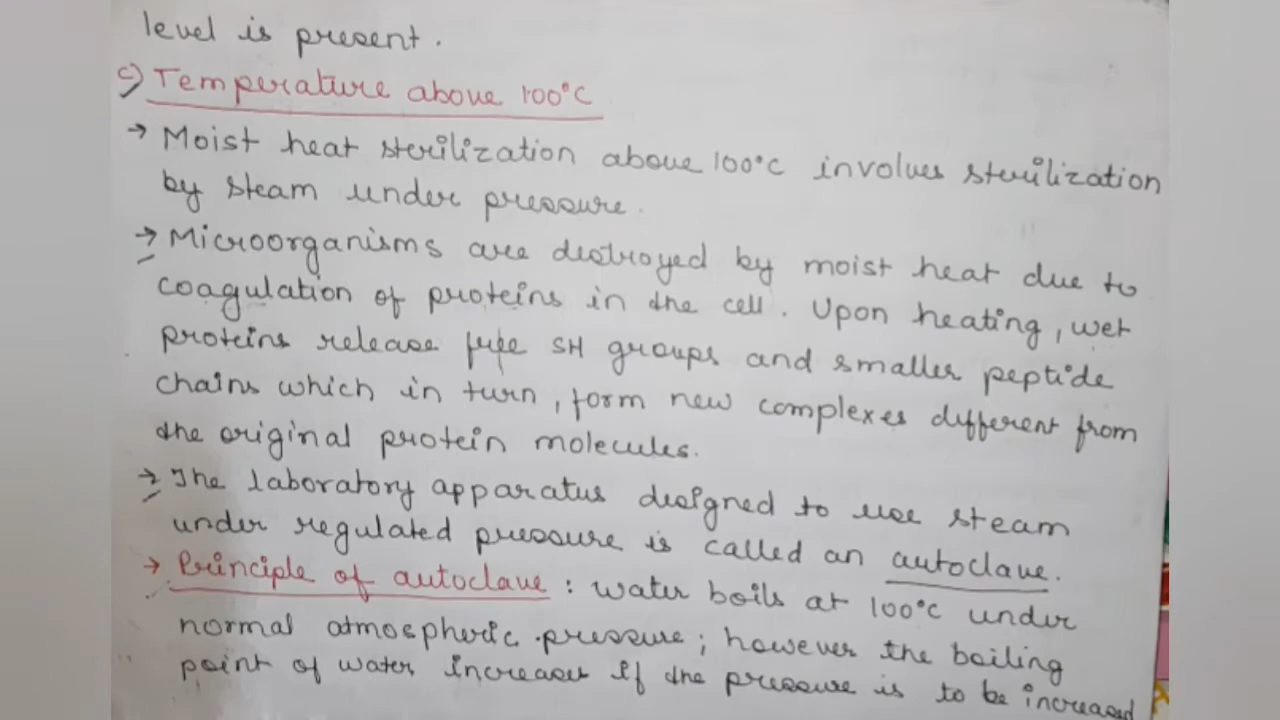 level is present.
c) Temperature above 100°C
→ Moist heat sterilization above 100°C involves sterilization
by steam under pressure.
→ Microorganisms are destroyed by moist heat due to
coagulation of proteins in the cell. Upon heating, wet
proteins release free SH groups and smaller peptide
chains which in turn, form new complexes different from
the original protein molecules.
→ The laboratory apparatus designed to use steam
under regulated pressure is called an autoclave.
→ Principle of autoclave : Water boils at 100°C under
normal atmospheric pressure; however the boiling
point of water increases if the pressure is to be increased